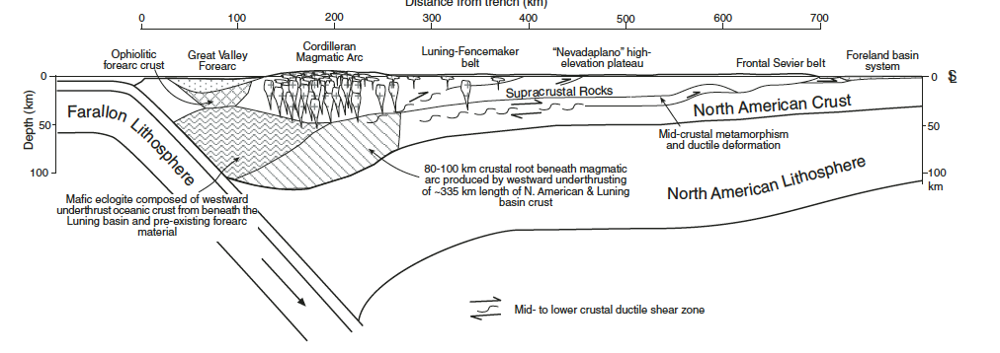 Distance from trench (km)
0 100 200 300 400 500 600 700
Ophiolitic
forearc crust
Great Valley
Forearc
Cordilleran
Magmatic Arc
Luning-Fencemaker
belt
“Nevadaplano” high-
elevation plateau
Frontal Sevier belt
Foreland basin
system
Depth (km)
0
50
100
0
50
100
km
SL
Supracrustal Rocks
North American Crust
Farallon Lithosphere
Mid-crustal metamorphism
and ductile deformation
80-100 km crustal root beneath magmatic
arc produced by westward underthrusting
of ~335 km length of N. American & Luning
basin crust
North American Lithosphere
Mafic eclogite composed of westward
underthrust oceanic crust from beneath the
Luning basin and pre-existing forearc
material
Mid- to lower crustal ductile shear zone